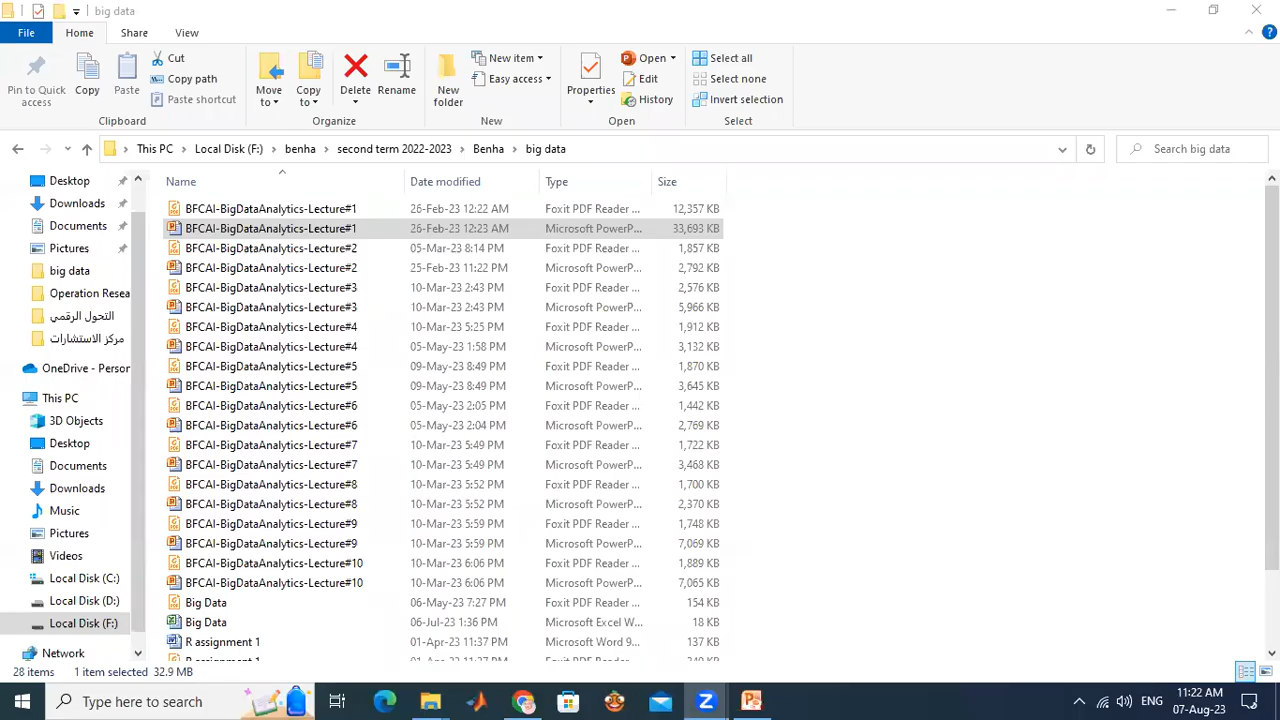 big data
File Home Share View
Pin to Quick access
Copy
Paste
Cut
Copy path
Paste shortcut
Clipboard
Move to
Copy to
Delete
Rename
Organize
New folder
New item
Easy access
New
Properties
Open
Edit
History
Open
Select all
Select none
Invert selection
Select
This PC › Local Disk (F:) › benha › second term 2022-2023 › Benha › big data
Search big data
Desktop
Downloads
Documents
Pictures
big data
Operation Resea
التحول الرقمي
مركز الاستشارات
OneDrive - Person
This PC
3D Objects
Desktop
Documents
Downloads
Music
Pictures
Videos
Local Disk (C:)
Local Disk (D:)
Local Disk (F:)
Network
Name Date modified Type Size
BFCAI-BigDataAnalytics-Lecture#1 26-Feb-23 12:22 AM Foxit PDF Reader ... 12,357 KB
BFCAI-BigDataAnalytics-Lecture#1 26-Feb-23 12:23 AM Microsoft PowerP... 33,693 KB
BFCAI-BigDataAnalytics-Lecture#2 05-Mar-23 8:14 PM Foxit PDF Reader ... 1,857 KB
BFCAI-BigDataAnalytics-Lecture#2 25-Feb-23 11:22 PM Microsoft PowerP... 2,792 KB
BFCAI-BigDataAnalytics-Lecture#3 10-Mar-23 2:43 PM Foxit PDF Reader ... 2,576 KB
BFCAI-BigDataAnalytics-Lecture#3 10-Mar-23 2:43 PM Microsoft PowerP... 5,966 KB
BFCAI-BigDataAnalytics-Lecture#4 10-Mar-23 5:25 PM Foxit PDF Reader ... 1,912 KB
BFCAI-BigDataAnalytics-Lecture#4 05-May-23 1:58 PM Microsoft PowerP... 3,132 KB
BFCAI-BigDataAnalytics-Lecture#5 09-May-23 8:49 PM Foxit PDF Reader ... 1,870 KB
BFCAI-BigDataAnalytics-Lecture#5 09-May-23 8:49 PM Microsoft PowerP... 3,645 KB
BFCAI-BigDataAnalytics-Lecture#6 05-May-23 2:05 PM Foxit PDF Reader ... 1,442 KB
BFCAI-BigDataAnalytics-Lecture#6 05-May-23 2:04 PM Microsoft PowerP... 2,769 KB
BFCAI-BigDataAnalytics-Lecture#7 10-Mar-23 5:49 PM Foxit PDF Reader ... 1,722 KB
BFCAI-BigDataAnalytics-Lecture#7 10-Mar-23 5:49 PM Microsoft PowerP... 3,468 KB
BFCAI-BigDataAnalytics-Lecture#8 10-Mar-23 5:52 PM Foxit PDF Reader ... 1,700 KB
BFCAI-BigDataAnalytics-Lecture#8 10-Mar-23 5:52 PM Microsoft PowerP... 2,370 KB
BFCAI-BigDataAnalytics-Lecture#9 10-Mar-23 5:59 PM Foxit PDF Reader ... 1,748 KB
BFCAI-BigDataAnalytics-Lecture#9 10-Mar-23 5:59 PM Microsoft PowerP... 7,069 KB
BFCAI-BigDataAnalytics-Lecture#10 10-Mar-23 6:06 PM Foxit PDF Reader ... 1,889 KB
BFCAI-BigDataAnalytics-Lecture#10 10-Mar-23 6:06 PM Microsoft PowerP... 7,065 KB
Big Data 06-May-23 7:27 PM Foxit PDF Reader ... 154 KB
Big Data 06-Jul-23 1:36 PM Microsoft Excel W... 18 KB
R assignment 1 01-Apr-23 11:37 PM Microsoft Word 9... 137 KB
28 items 1 item selected 32.9 MB
Type here to search
ENG
11:22 AM
07-Aug-23